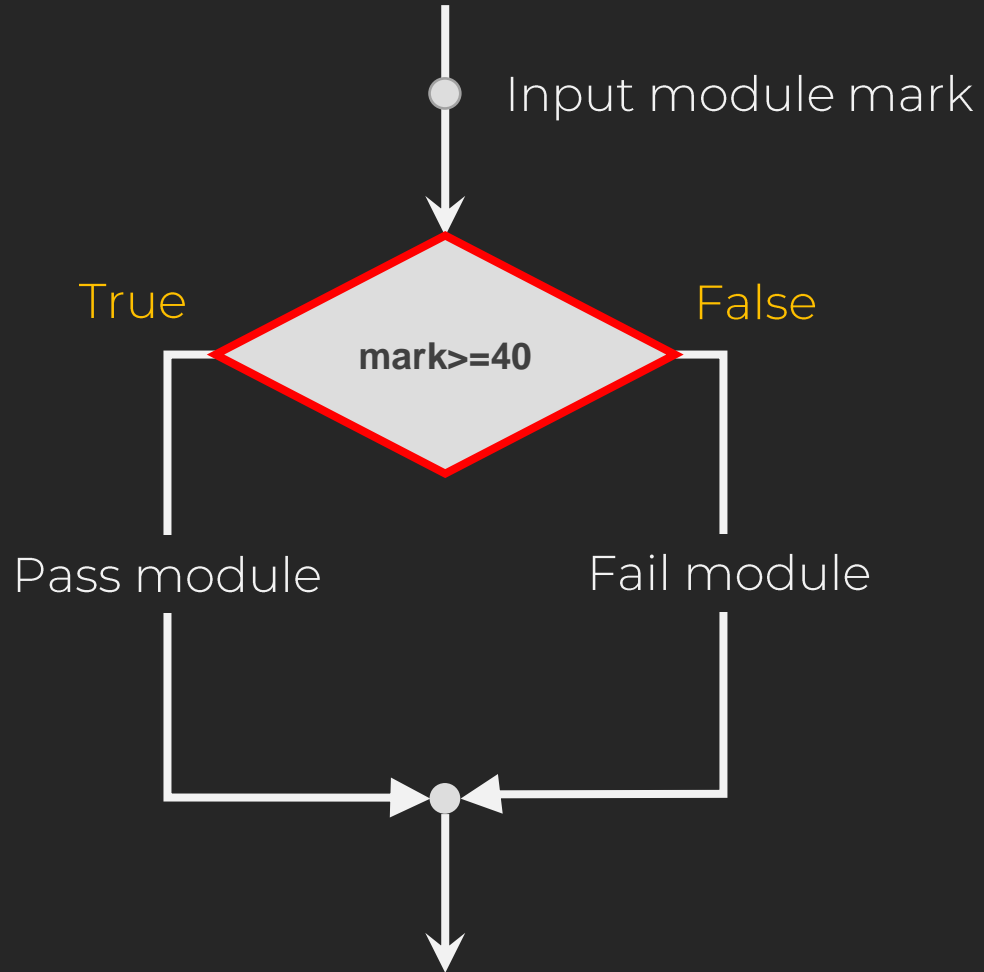 Input module mark
True
False
mark>=40
Pass module
Fail module